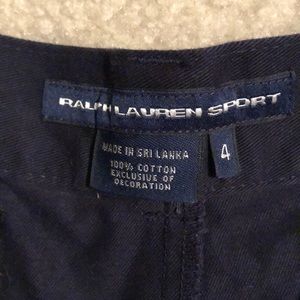 RALPH LAUREN SPORT
4
MADE IN SRI LANKA
100% COTTON
EXCLUSIVE OF
DECORATION